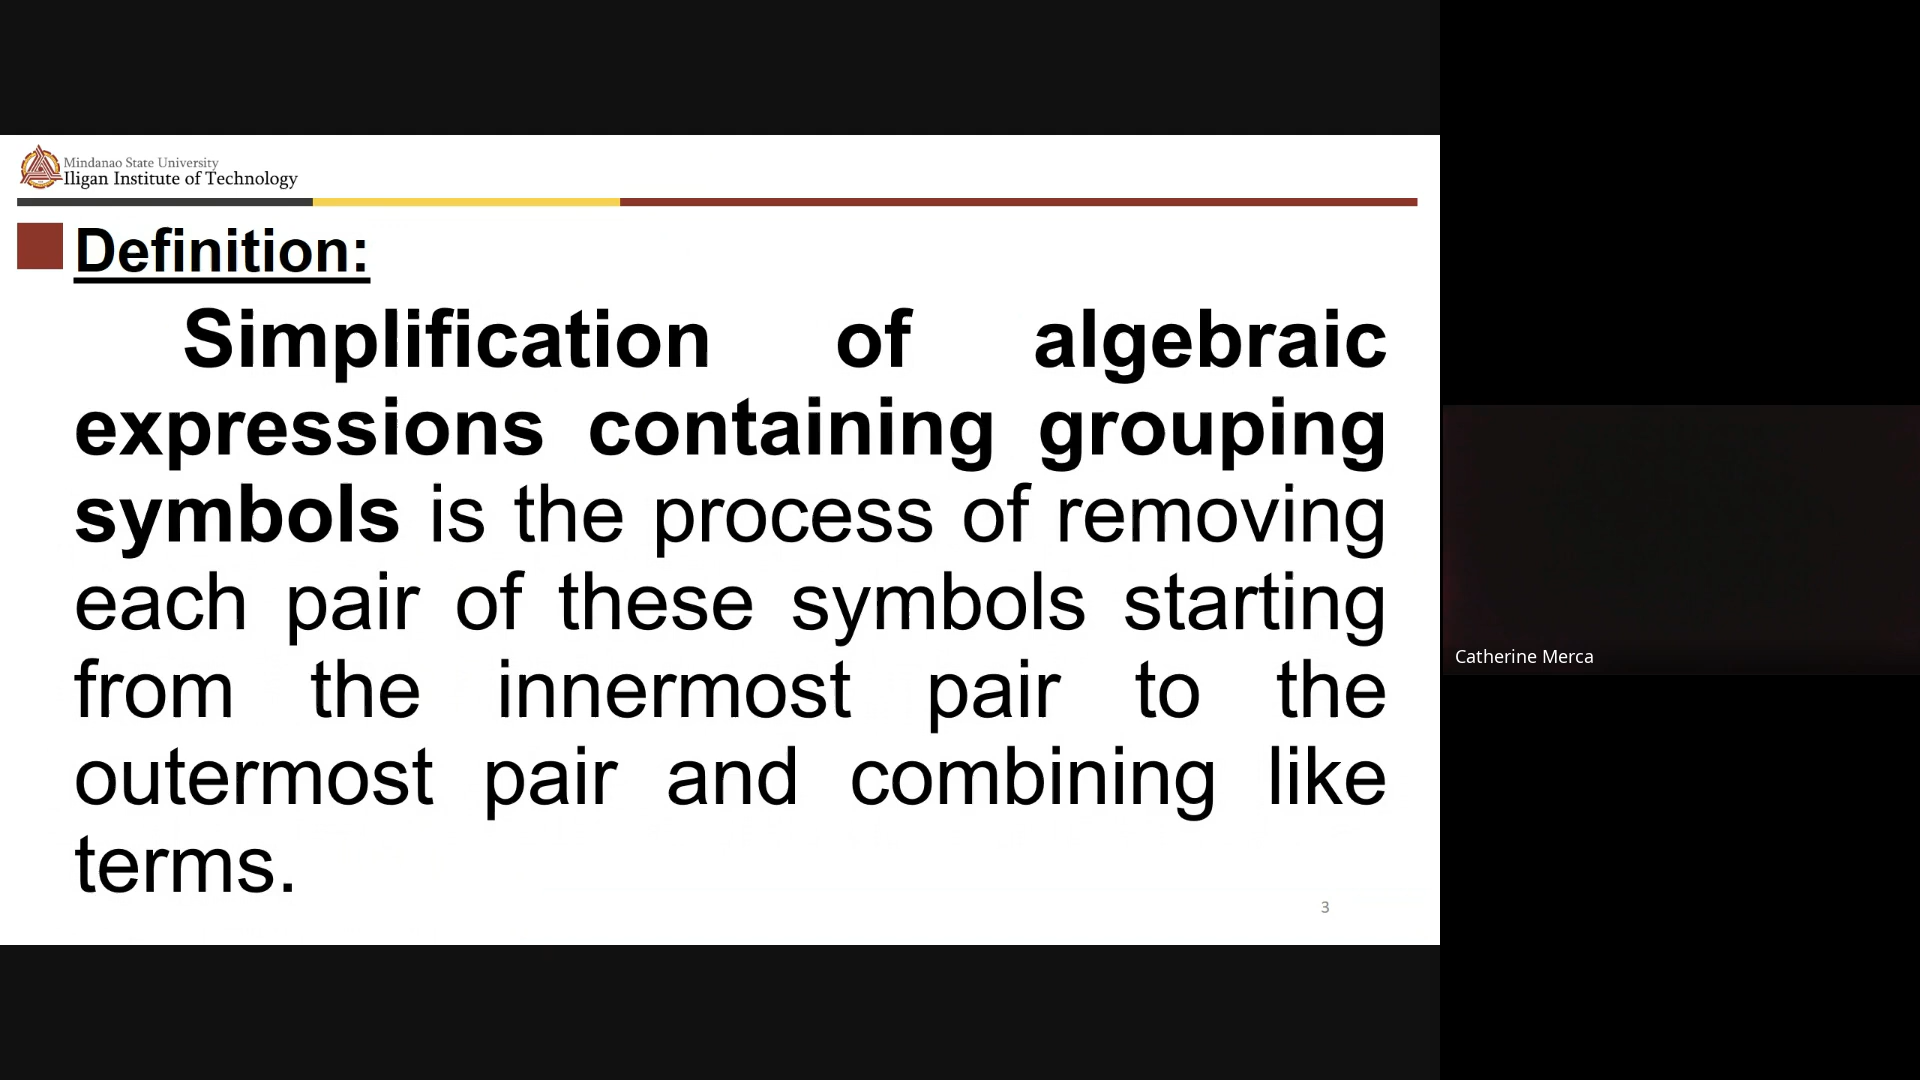 Mindanao State University
Iligan Institute of Technology
Definition:
Simplification of algebraic
expressions containing grouping
symbols is the process of removing
each pair of these symbols starting
from the innermost pair to the
outermost pair and combining like
terms.
3
Catherine Merca